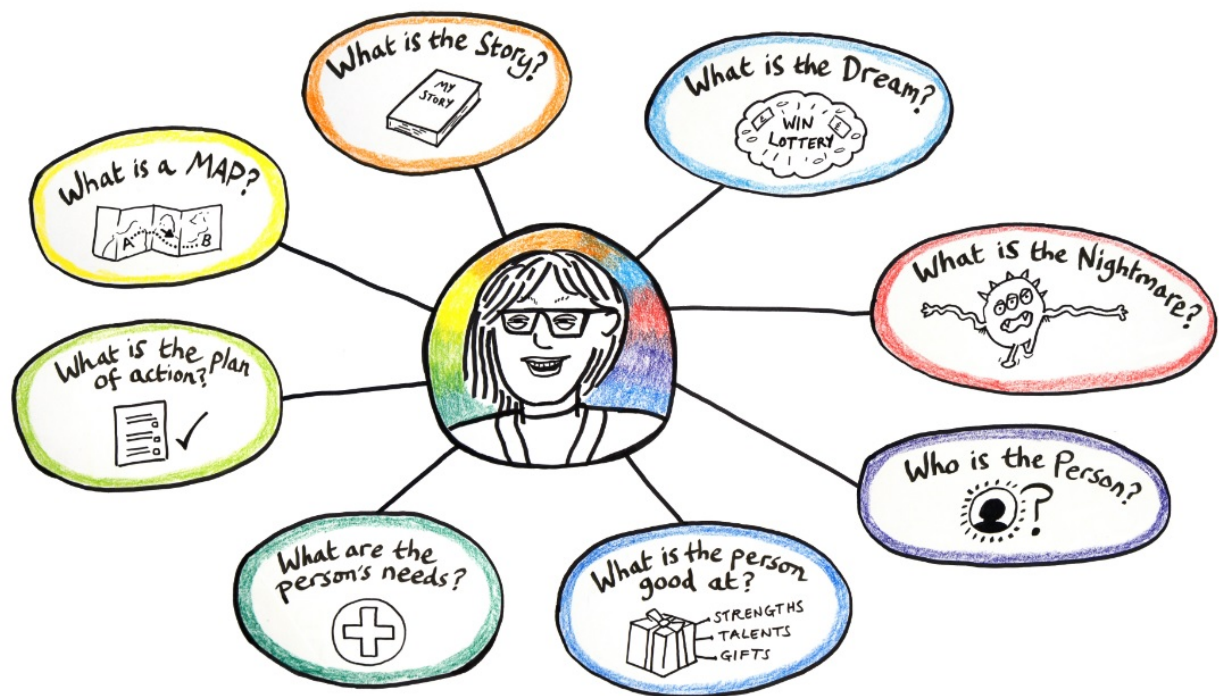 What is a MAP?
A
B
What is the Story?
MY
STORY
What is the Dream?
£
£
WIN
LOTTERY
What is the Nightmare?
Who is the Person?
?
What is the person
good at?
STRENGTHS
TALENTS
GIFTS
What are the
person's needs?
What is the plan
of action?